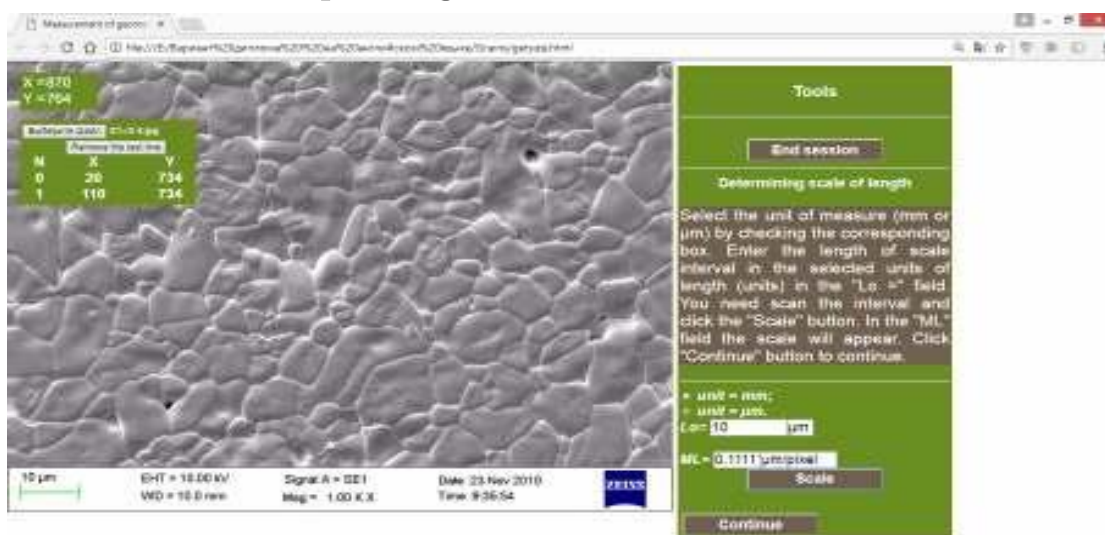 Measurement of
X =870
Y =764
Remove the last line
N X Y
0 20 734
1 110 734
10 µm
EHT = 10.00 kV
WD = 10.0 mm
Signal A = SE1
Mag = 1.00 K X
Date :23 Nov 2010
Time :9:35:54
ZEISS
Tools
End session
Determining scale of length
Select the unit of measure (mm or
µm) by checking the corresponding
box. Enter the length of scale
interval in the selected units of
length (units) in the "Lo =" field.
You need scan the interval and
click the "Scale" button. In the "ML"
field the scale will appear. Click
"Continue" button to continue.
unit = mm;
unit = µm.
Lo= 10 µm
ML= 0.1111 µm/pixel
Scale
Continue